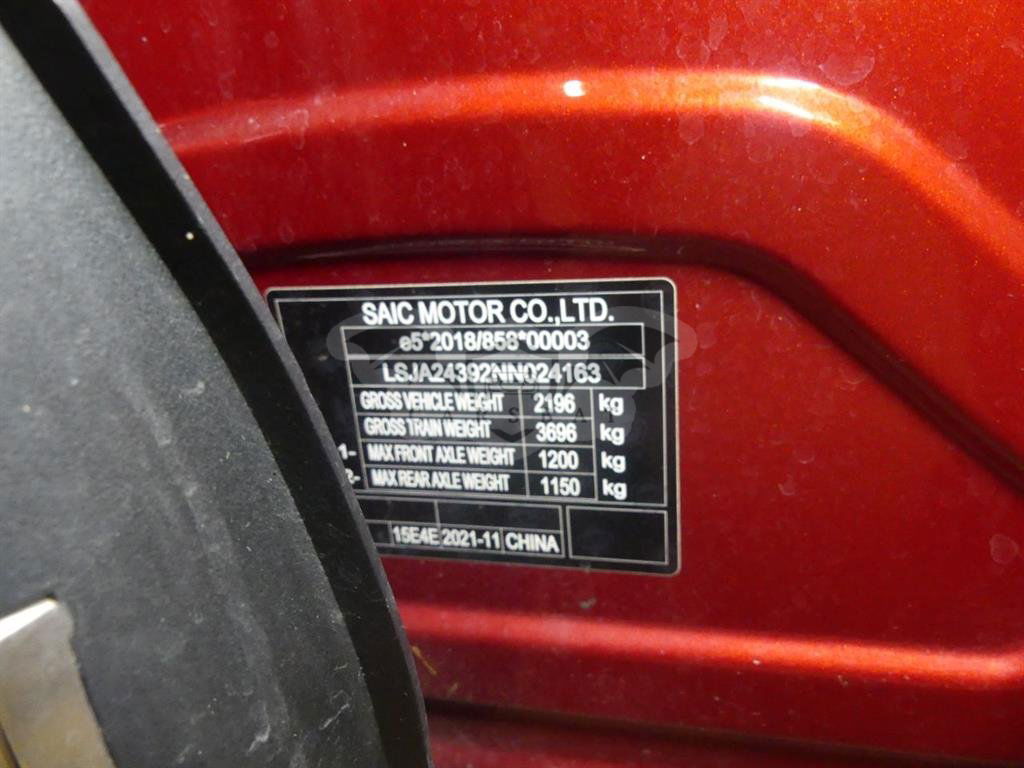 SAIC MOTOR CO.,LTD.
e5*2018/858*00003
LSJA24392NN024163
GROSS VEHICLE WEIGHT 2196 kg
GROSS TRAIN WEIGHT 3696 kg
1- MAX FRONT AXLE WEIGHT 1200 kg
2- MAX REAR AXLE WEIGHT 1150 kg
15E4E 2021-11 CHINA